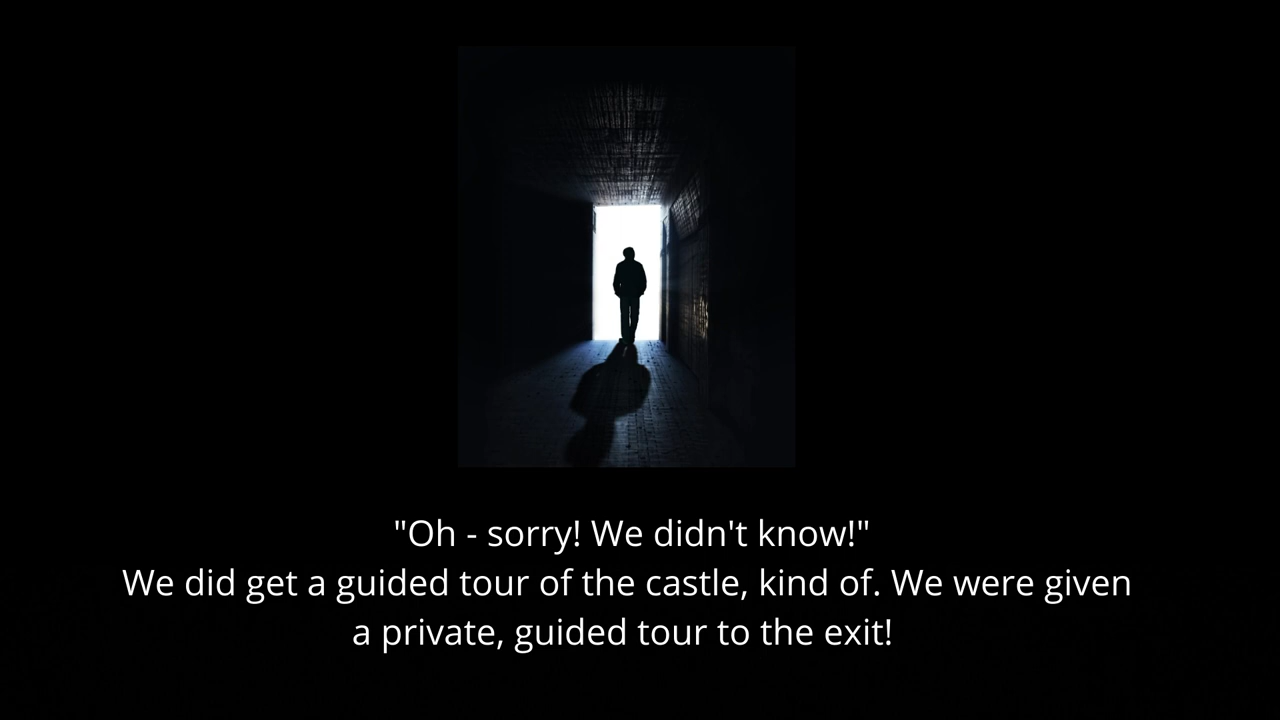 "Oh - sorry! We didn't know!"
We did get a guided tour of the castle, kind of. We were given
a private, guided tour to the exit!